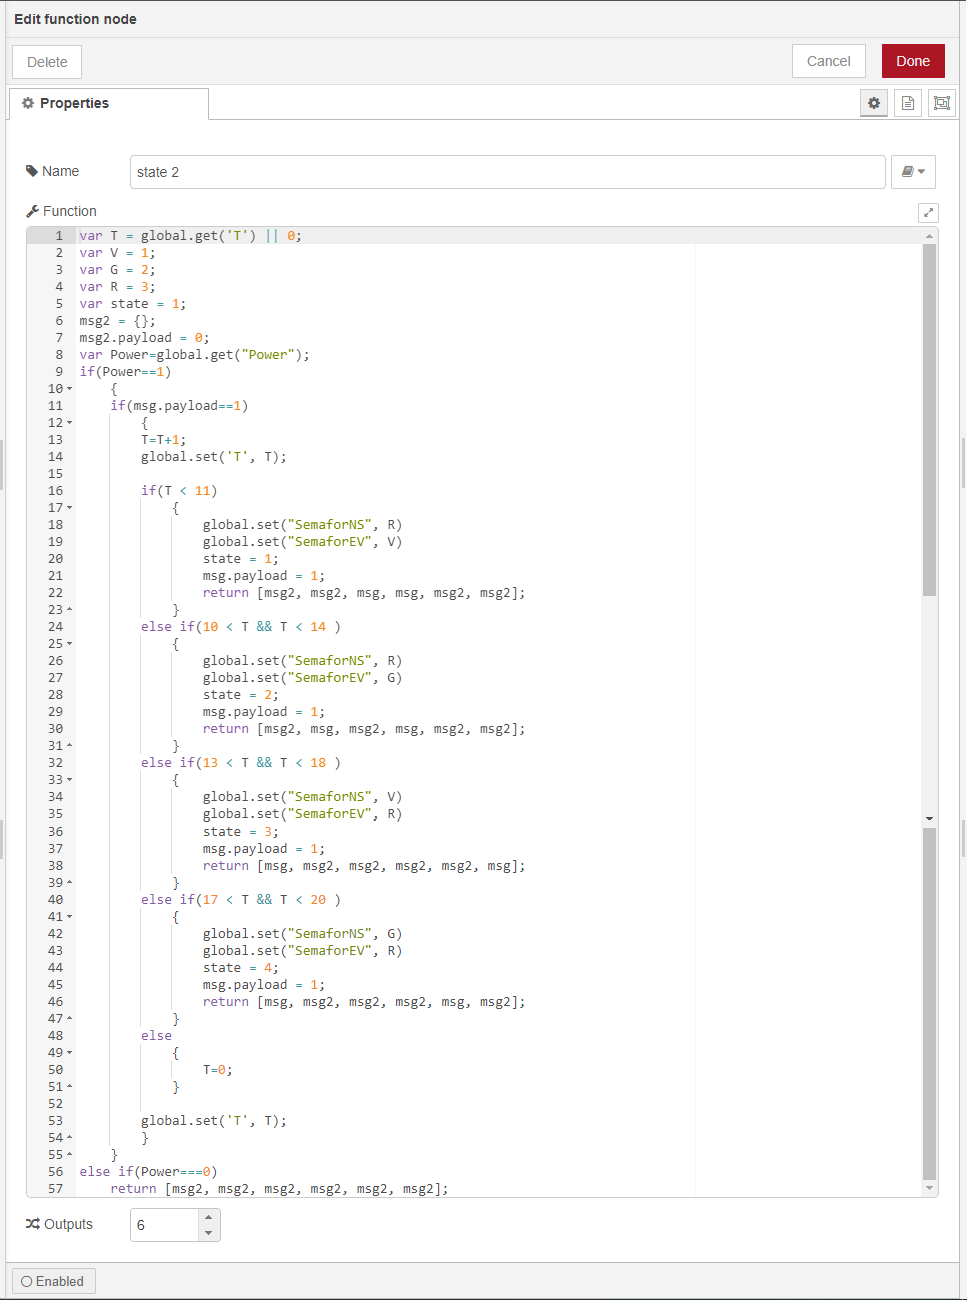 Edit function node
Delete
Cancel
Done
Properties
Name
state 2
Function
1 var T = global.get('T') || 0;
2 var V = 1;
3 var G = 2;
4 var R = 3;
5 var state = 1;
6 msg2 = {};
7 msg2.payload = 0;
8 var Power=global.get("Power");
9 if(Power==1)
10 {
11 if(msg.payload==1)
12 {
13 T=T+1;
14 global.set('T', T);
15
16 if(T < 11)
17 {
18 global.set("SemaforNS", R)
19 global.set("SemaforEV", V)
20 state = 1;
21 msg.payload = 1;
22 return [msg2, msg2, msg, msg, msg2, msg2];
23 }
24 else if(10 < T && T < 14 )
25 {
26 global.set("SemaforNS", R)
27 global.set("SemaforEV", G)
28 state = 2;
29 msg.payload = 1;
30 return [msg2, msg, msg2, msg, msg2, msg2];
31 }
32 else if(13 < T && T < 18 )
33 {
34 global.set("SemaforNS", V)
35 global.set("SemaforEV", R)
36 state = 3;
37 msg.payload = 1;
38 return [msg, msg2, msg2, msg2, msg2, msg];
39 }
40 else if(17 < T && T < 20 )
41 {
42 global.set("SemaforNS", G)
43 global.set("SemaforEV", R)
44 state = 4;
45 msg.payload = 1;
46 return [msg, msg2, msg2, msg2, msg, msg2];
47 }
48 else
49 {
50 T=0;
51 }
52
53 global.set('T', T);
54 }
55 }
56 else if(Power===0)
57 return [msg2, msg2, msg2, msg2, msg2, msg2];
Outputs
6
Enabled